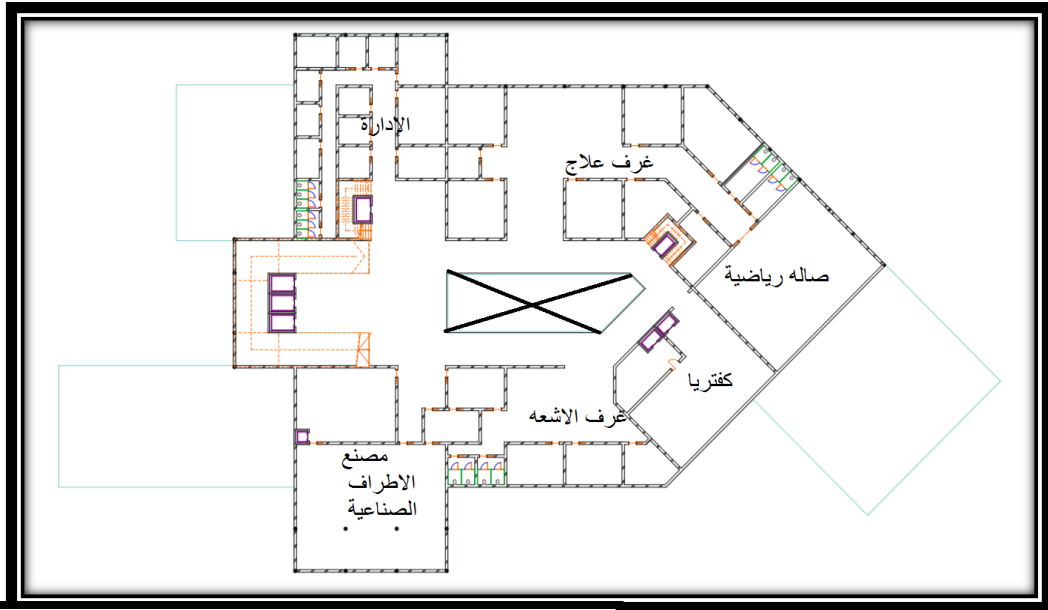 الإدارة
غرف علاج
صاله رياضية
كفتريا
غرف الاشعه
مصنع
الاطراف
الصناعية